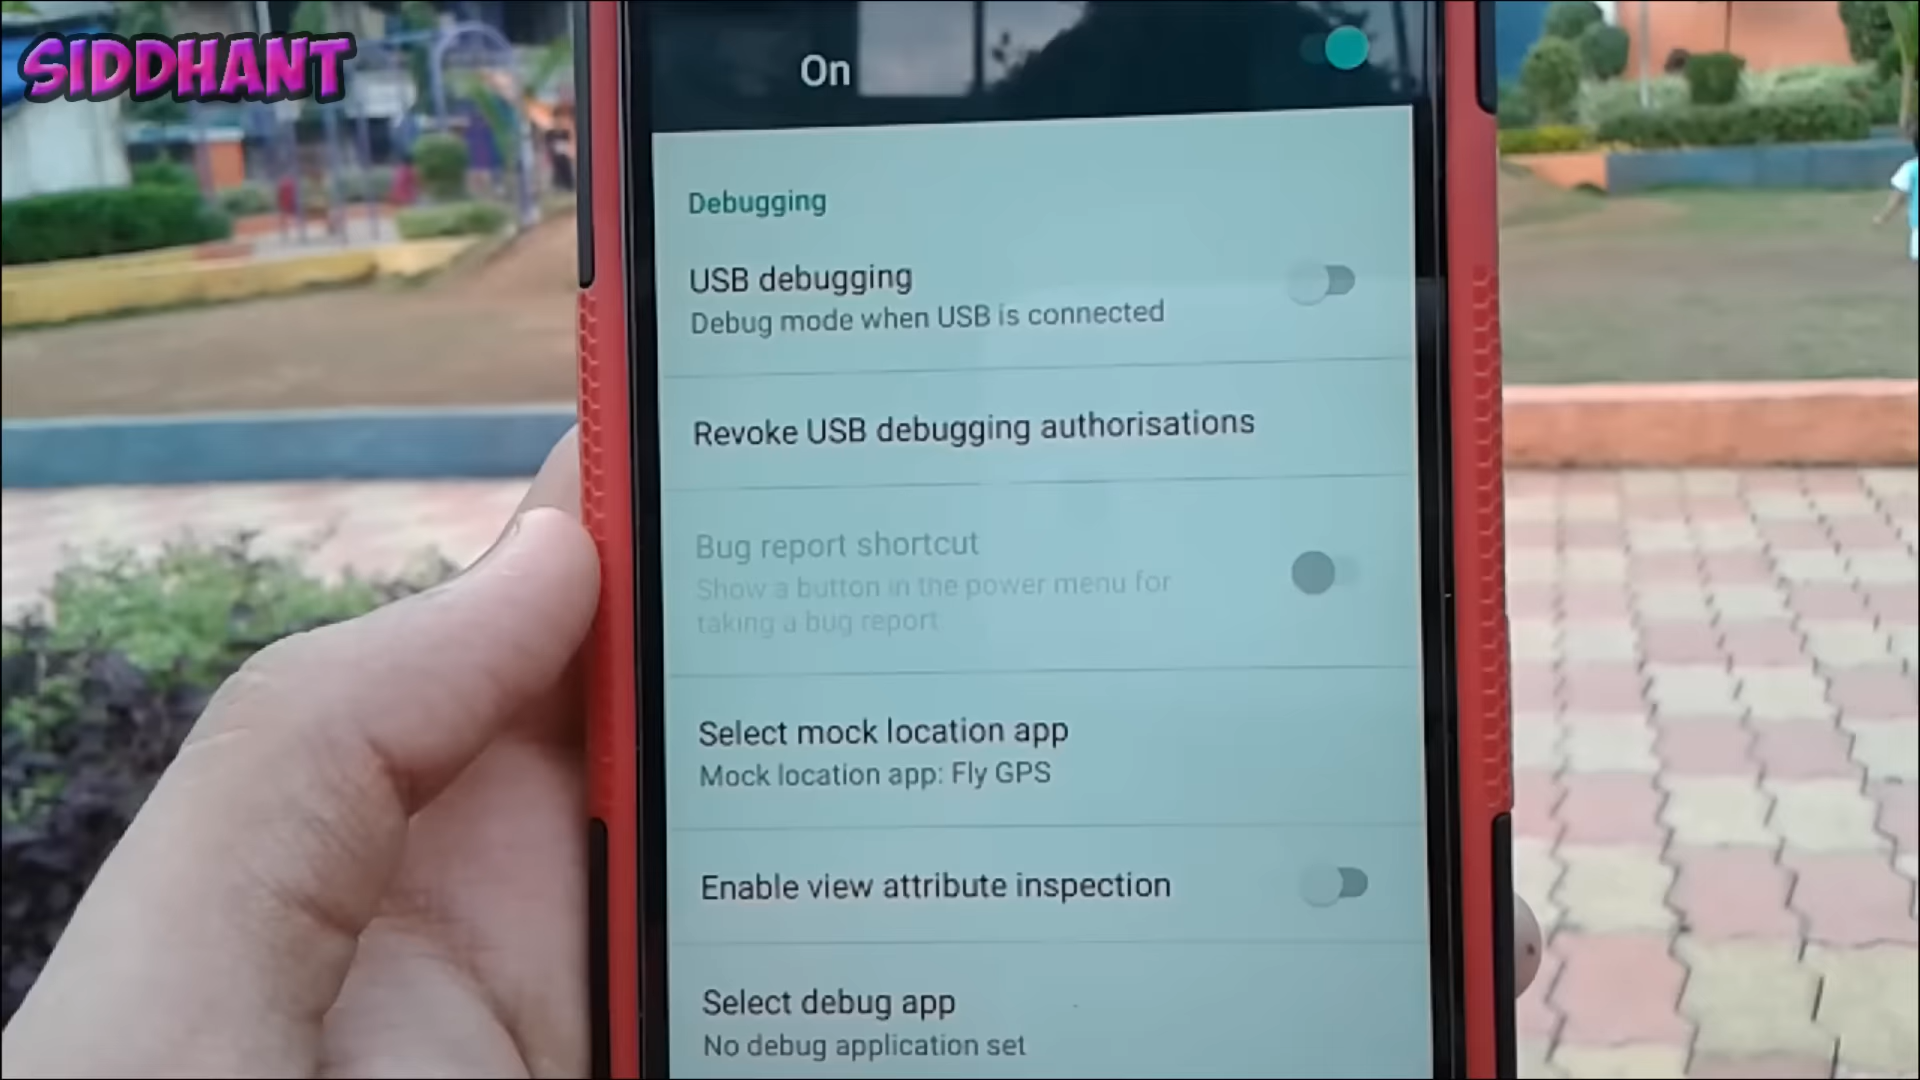 SIDDHANT
On
Debugging
USB debugging
Debug mode when USB is connected
Revoke USB debugging authorisations
Bug report shortcut
Show a button in the power menu for
taking a bug report
Select mock location app
Mock location app: Fly GPS
Enable view attribute inspection
Select debug app
No debug application set